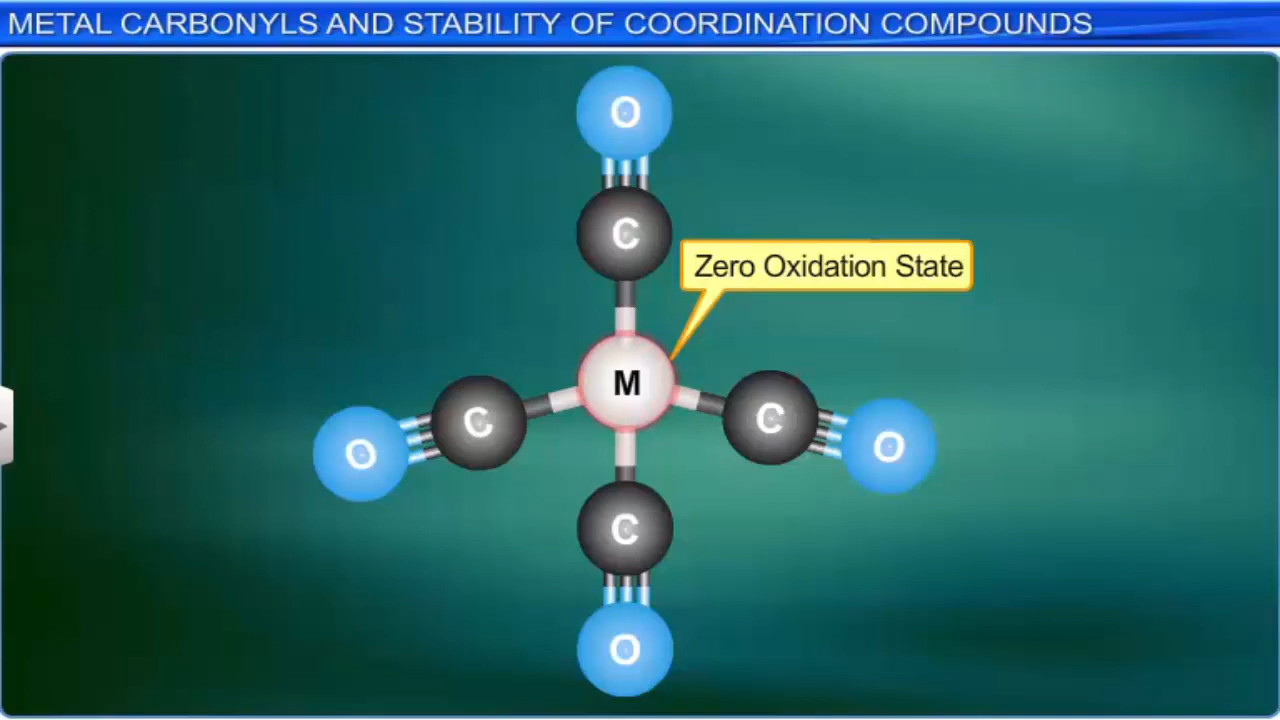 METAL CARBONYLS AND STABILITY OF COORDINATION COMPOUNDS
O
C
Zero Oxidation State
M
O C
C O
C
O